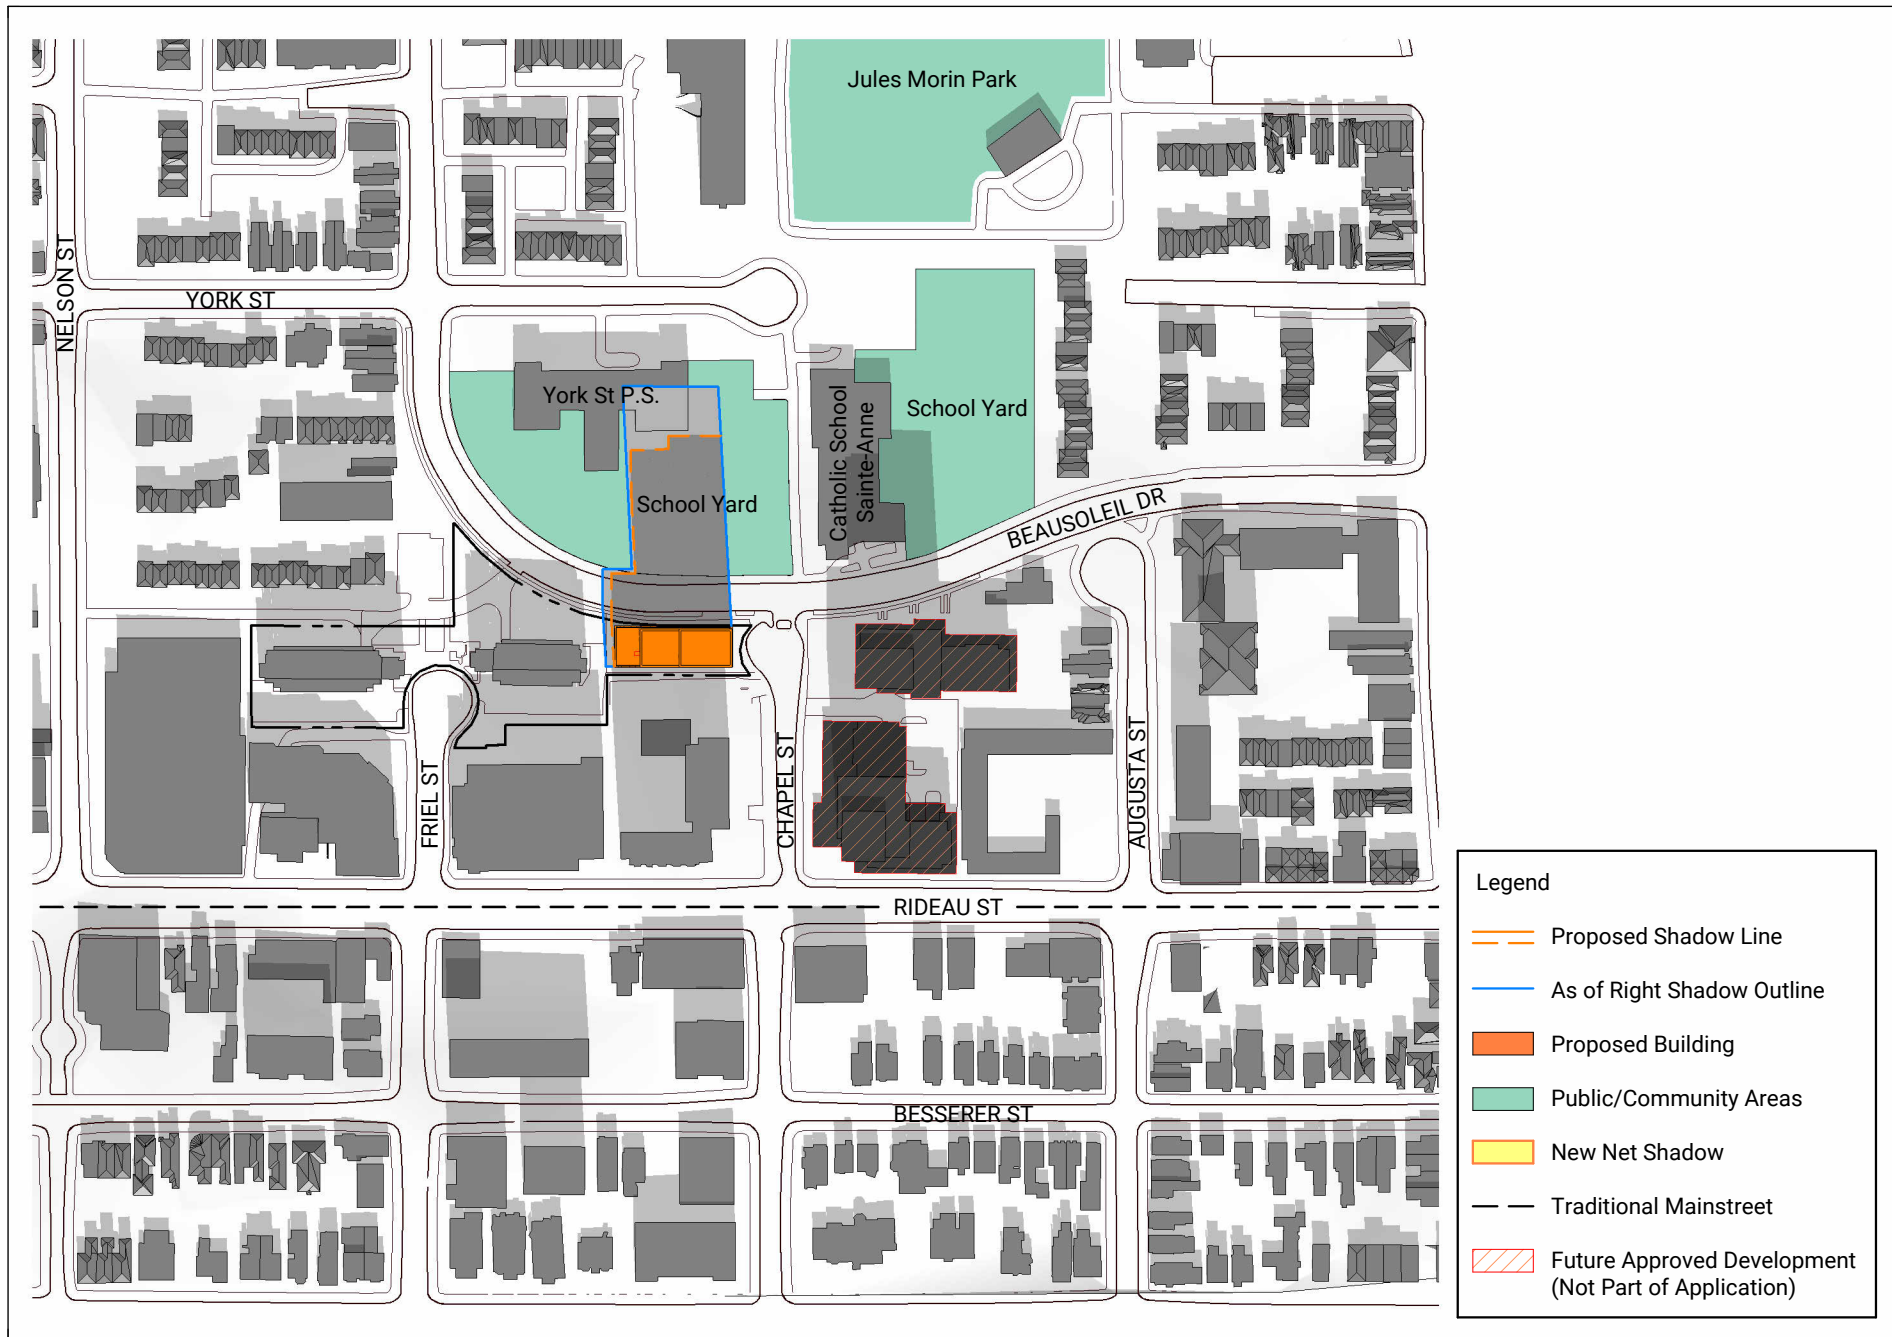 Jules Morin Park
NELSON ST
YORK ST
York St P.S.
School Yard
Catholic School
Sainte-Anne
School Yard
BEAUSOLEIL DR
FRIEL ST
CHAPEL ST
AUGUSTA ST
RIDEAU ST
BESSERER ST
Legend
Proposed Shadow Line
As of Right Shadow Outline
Proposed Building
Public/Community Areas
New Net Shadow
Traditional Mainstreet
Future Approved Development
(Not Part of Application)